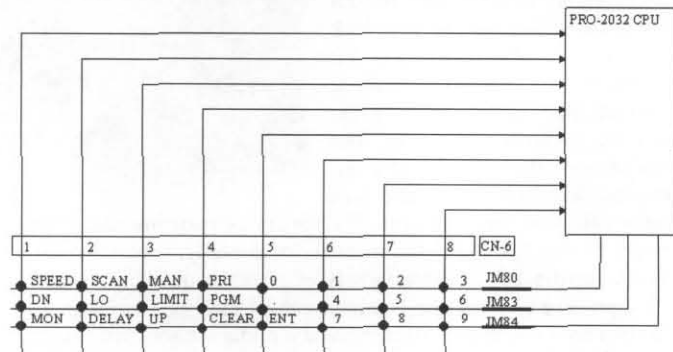 PRO-2032 CPU
1 2 3 4 5 6 7 8 CN-6
SPEED SCAN MAN PRI 0 1 2 3 JM80
DN LO LIMIT PGM . 4 5 6 JM83
MON DELAY UP CLEAR ENT 7 8 9 JM84